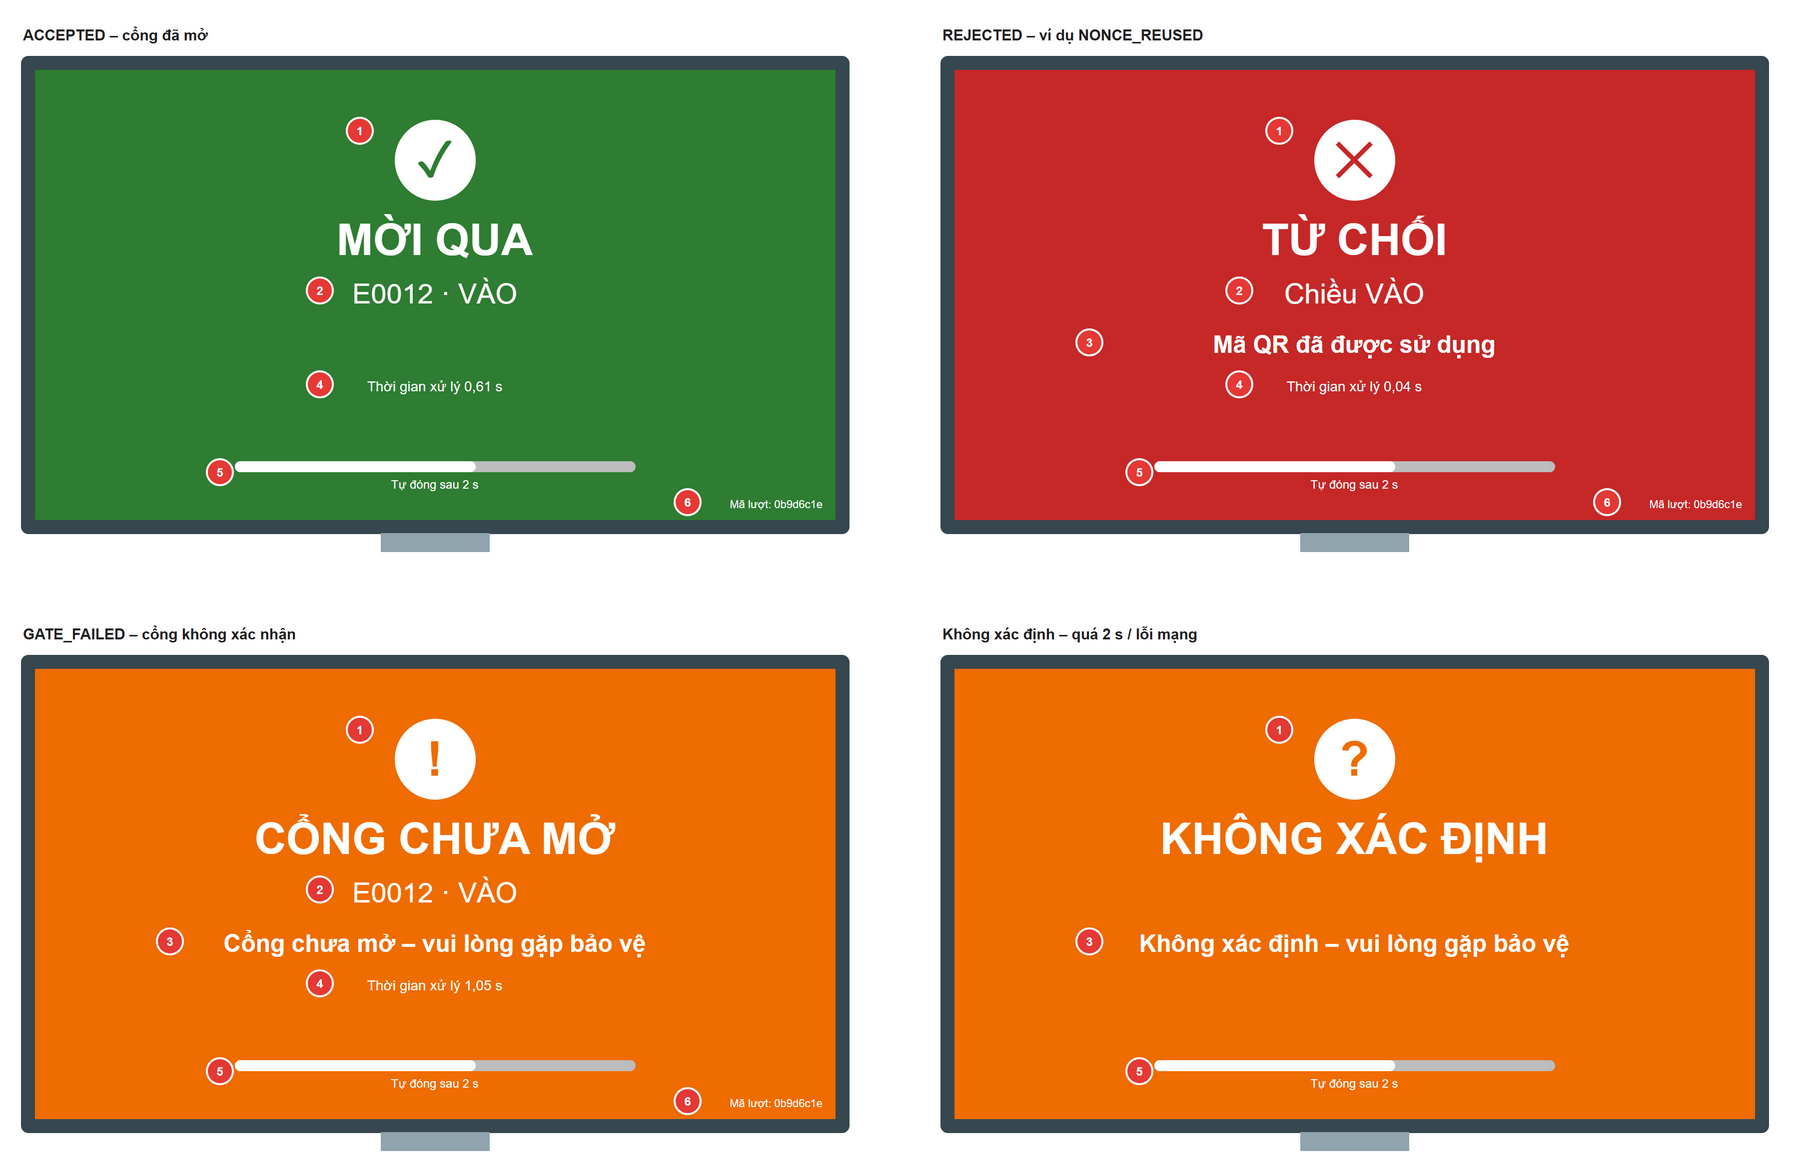 ACCEPTED – cổng đã mở
1
✓
MỜI QUA
2 E0012 · VÀO
4 Thời gian xử lý 0,61 s
5
Tự đóng sau 2 s
6 Mã lượt: 0b9d6c1e
REJECTED – ví dụ NONCE_REUSED
1
✕
TỪ CHỐI
2 Chiều VÀO
3 Mã QR đã được sử dụng
4 Thời gian xử lý 0,04 s
5
Tự đóng sau 2 s
6 Mã lượt: 0b9d6c1e
GATE_FAILED – cổng không xác nhận
1
!
CỔNG CHƯA MỞ
2 E0012 · VÀO
3 Cổng chưa mở – vui lòng gặp bảo vệ
4 Thời gian xử lý 1,05 s
5
Tự đóng sau 2 s
6 Mã lượt: 0b9d6c1e
Không xác định – quá 2 s / lỗi mạng
1
?
KHÔNG XÁC ĐỊNH
3 Không xác định – vui lòng gặp bảo vệ
5
Tự đóng sau 2 s